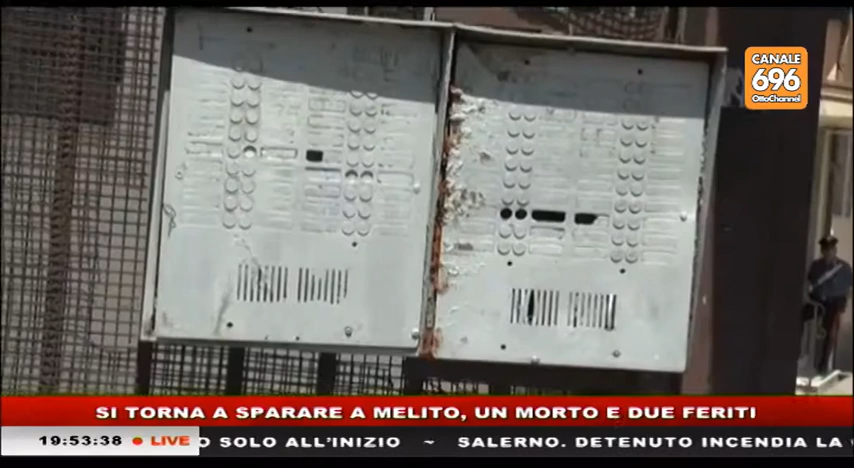 CANALE
696
OttoChannel
SI TORNA A SPARARE A MELITO, UN MORTO E DUE FERITI
19:53:38 LIVE O SOLO ALL'INIZIO ~ SALERNO. DETENUTO INCENDIA LA